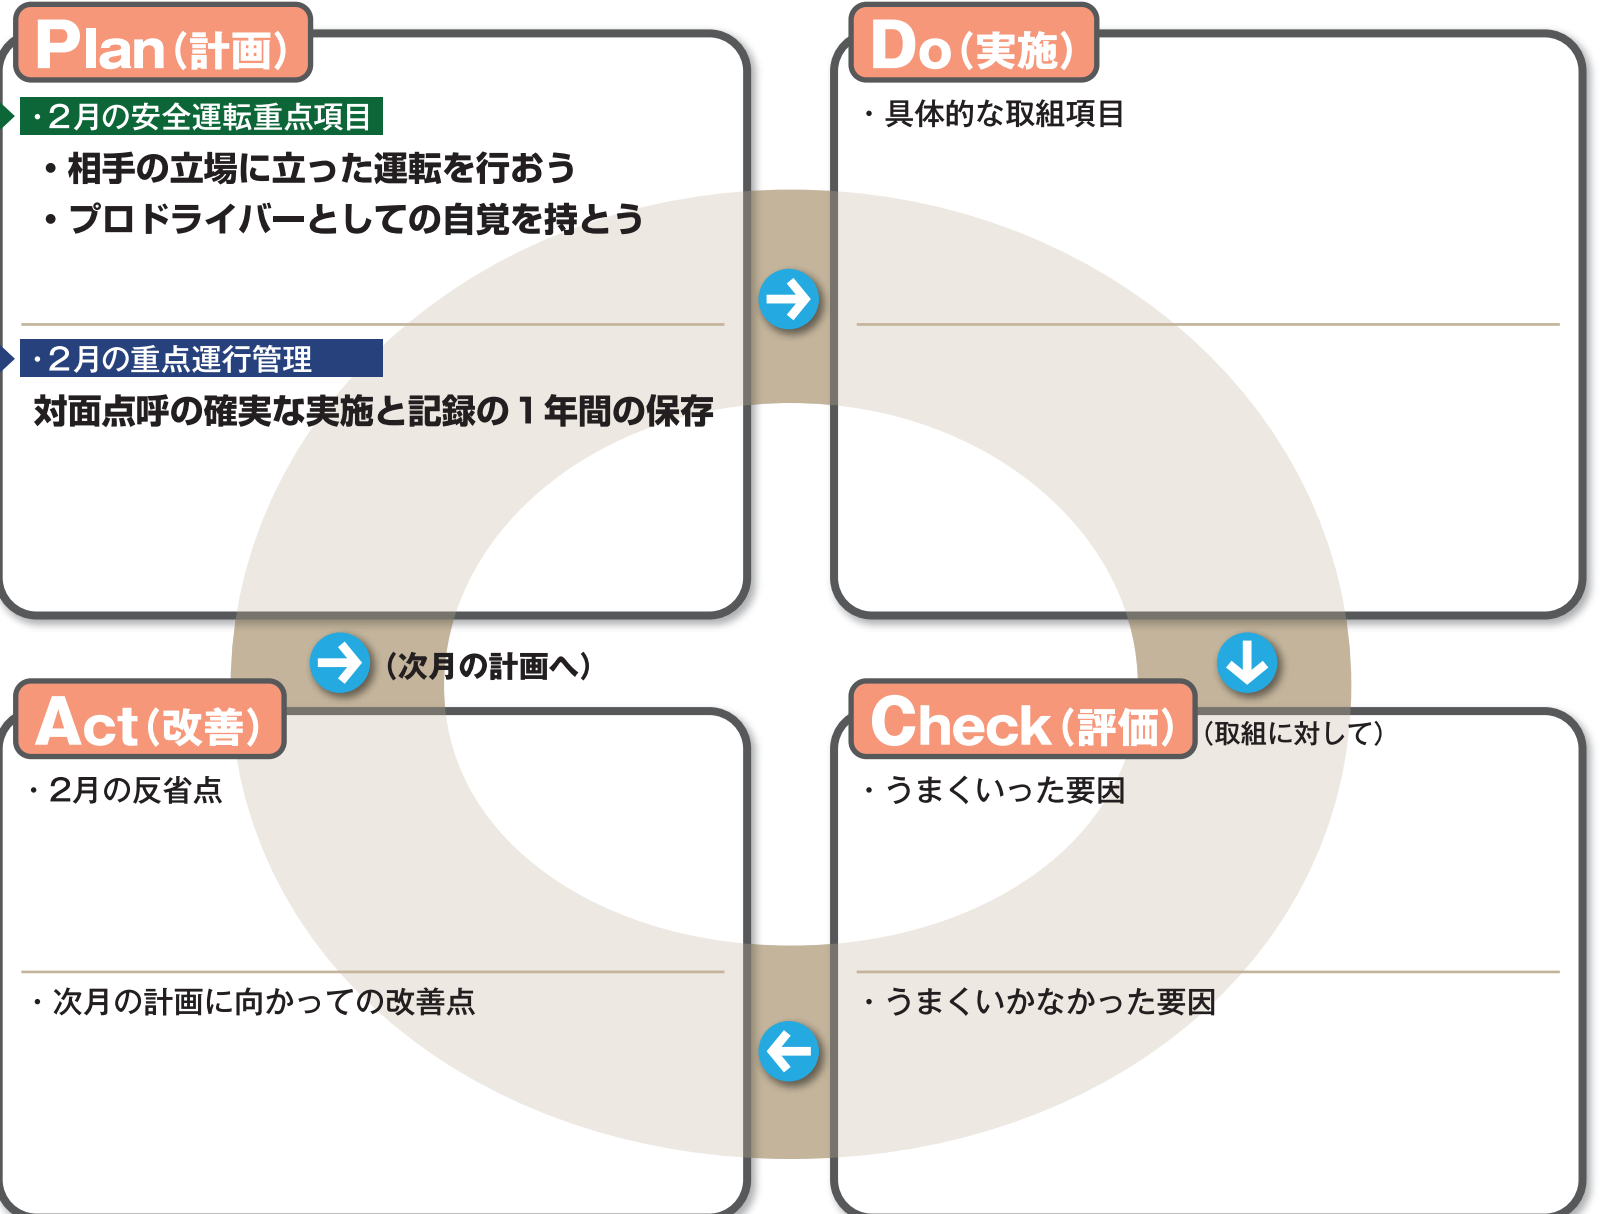 Plan(計画)
・2月の安全運転重点項目
・相手の立場に立った運転を行おう
・プロドライバーとしての自覚を持とう
・2月の重点運行管理
対面点呼の確実な実施と記録の1年間の保存
Do(実施)
・具体的な取組項目
(次月の計画へ)
Act(改善)
・2月の反省点
・次月の計画に向かっての改善点
Check(評価)
(取組に対して)
・うまくいった要因
・うまくいかなかった要因